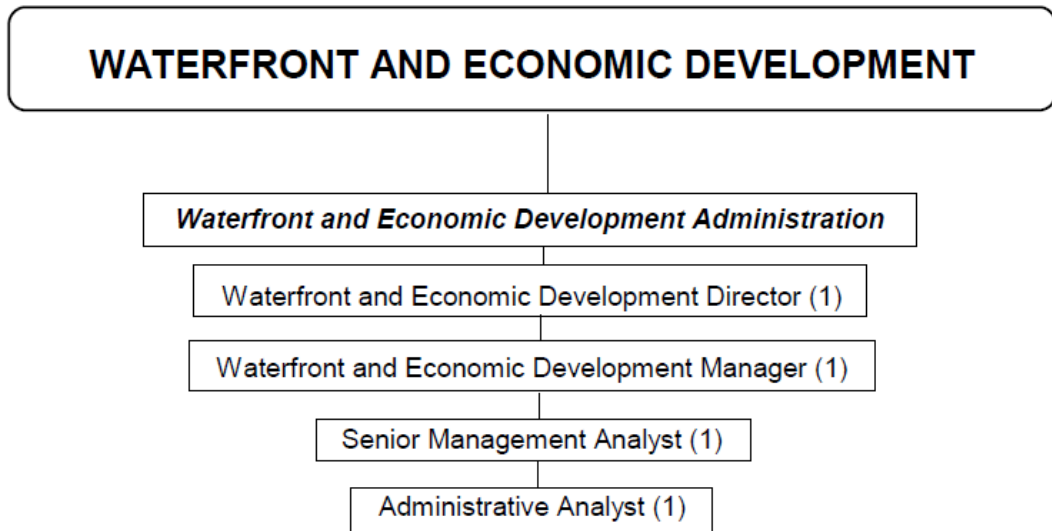 WATERFRONT AND ECONOMIC DEVELOPMENT
Waterfront and Economic Development Administration
Waterfront and Economic Development Director (1)
Waterfront and Economic Development Manager (1)
Senior Management Analyst (1)
Administrative Analyst (1)